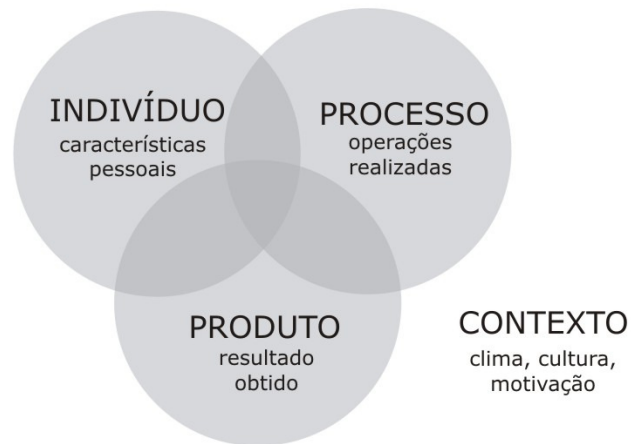 INDIVÍDUO
características
pessoais
PROCESSO
operações
realizadas
PRODUTO
resultado
obtido
CONTEXTO
clima, cultura,
motivação